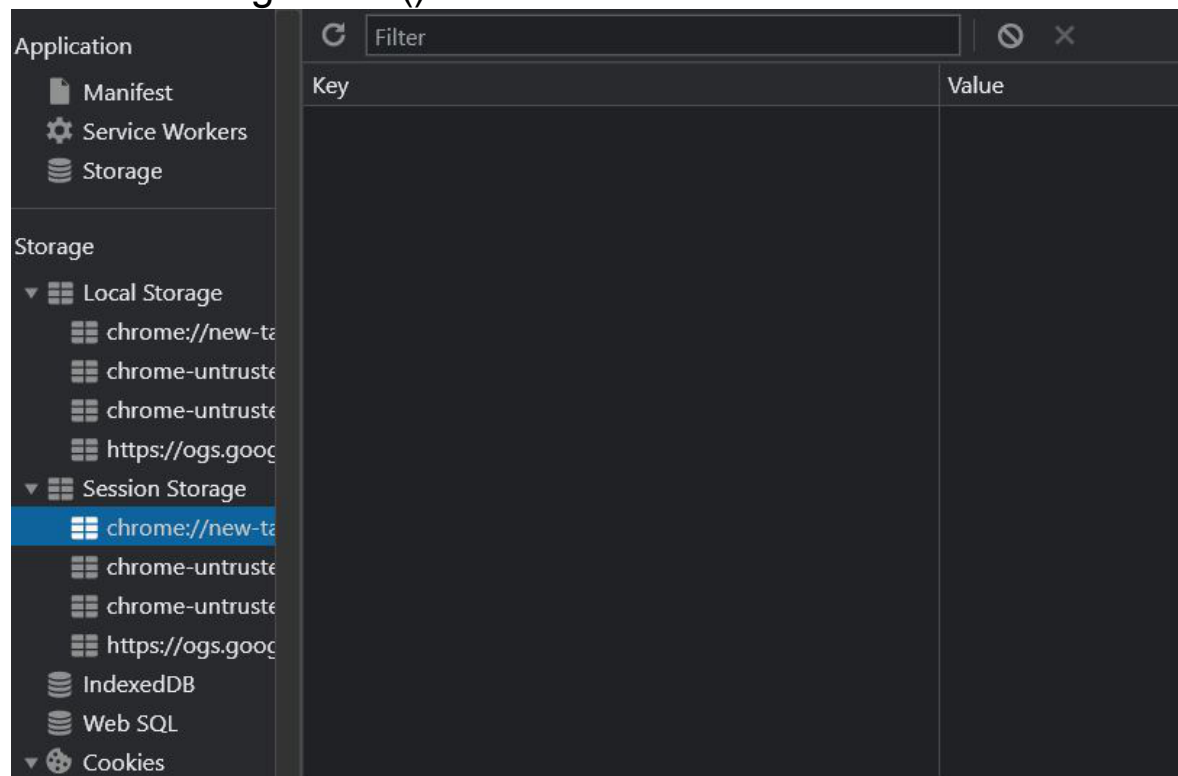 Application
Filter
Key
Value
Manifest
Service Workers
Storage
Storage
Local Storage
chrome://new-ta
chrome-untruste
chrome-untruste
https://ogs.goog
Session Storage
chrome://new-ta
chrome-untruste
chrome-untruste
https://ogs.goog
IndexedDB
Web SQL
Cookies